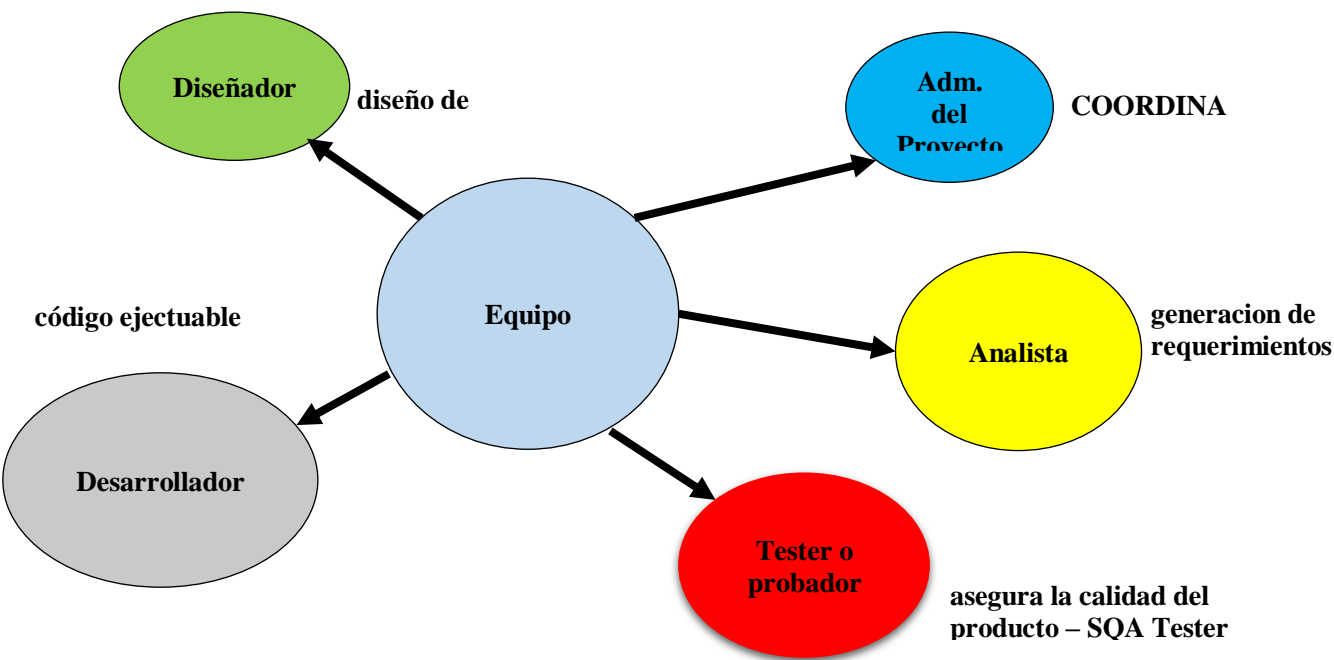 Diseñador
diseño de
Adm.
del
Proyecto
COORDINA
código ejectuable
Equipo
Analista
generacion de
requerimientos
Desarrollador
Tester o
probador
asegura la calidad del
producto – SQA Tester